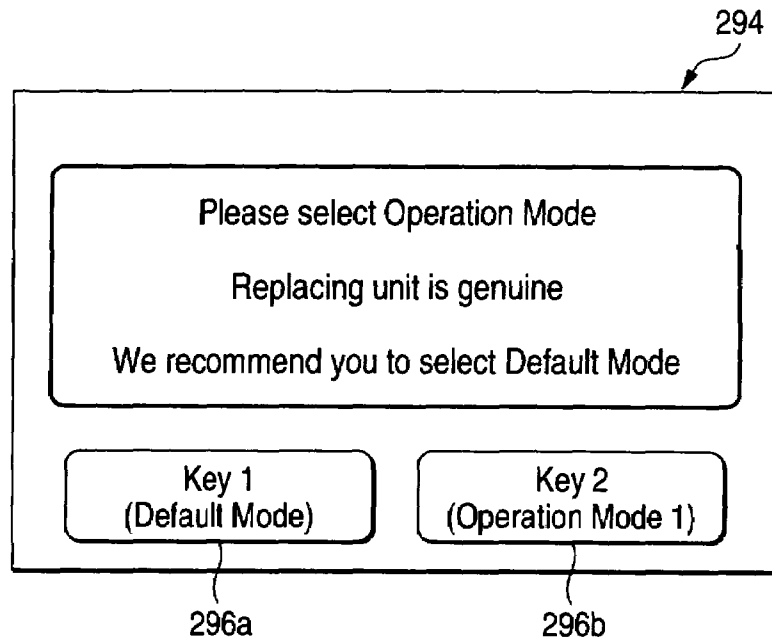 294
Please select Operation Mode
Replacing unit is genuine
We recommend you to select Default Mode
Key 1
(Default Mode)
Key 2
(Operation Mode 1)
296a
296b